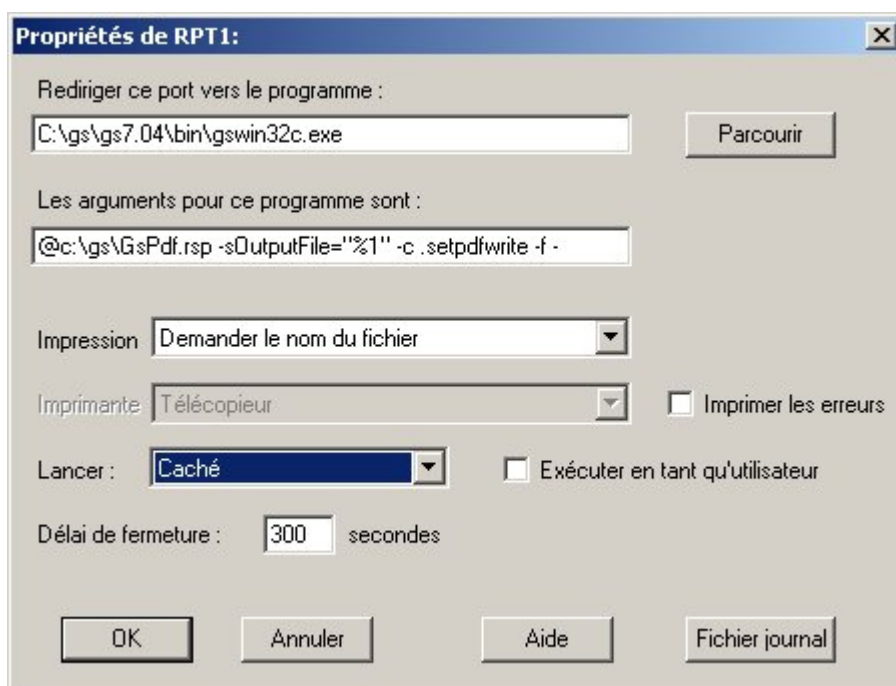 Propriétés de RPT1:
Rediriger ce port vers le programme :
C:\gs\gs7.04\bin\gswin32c.exe
Parcourir
Les arguments pour ce programme sont :
@c:\gs\GsPdf.rsp -sOutputFile="%1" -c .setpdfwrite -f -
Impression Demander le nom du fichier
Imprimante Télécopieur Imprimer les erreurs
Lancer : Caché Exécuter en tant qu'utilisateur
Délai de fermeture : 300 secondes
OK Annuler Aide Fichier journal